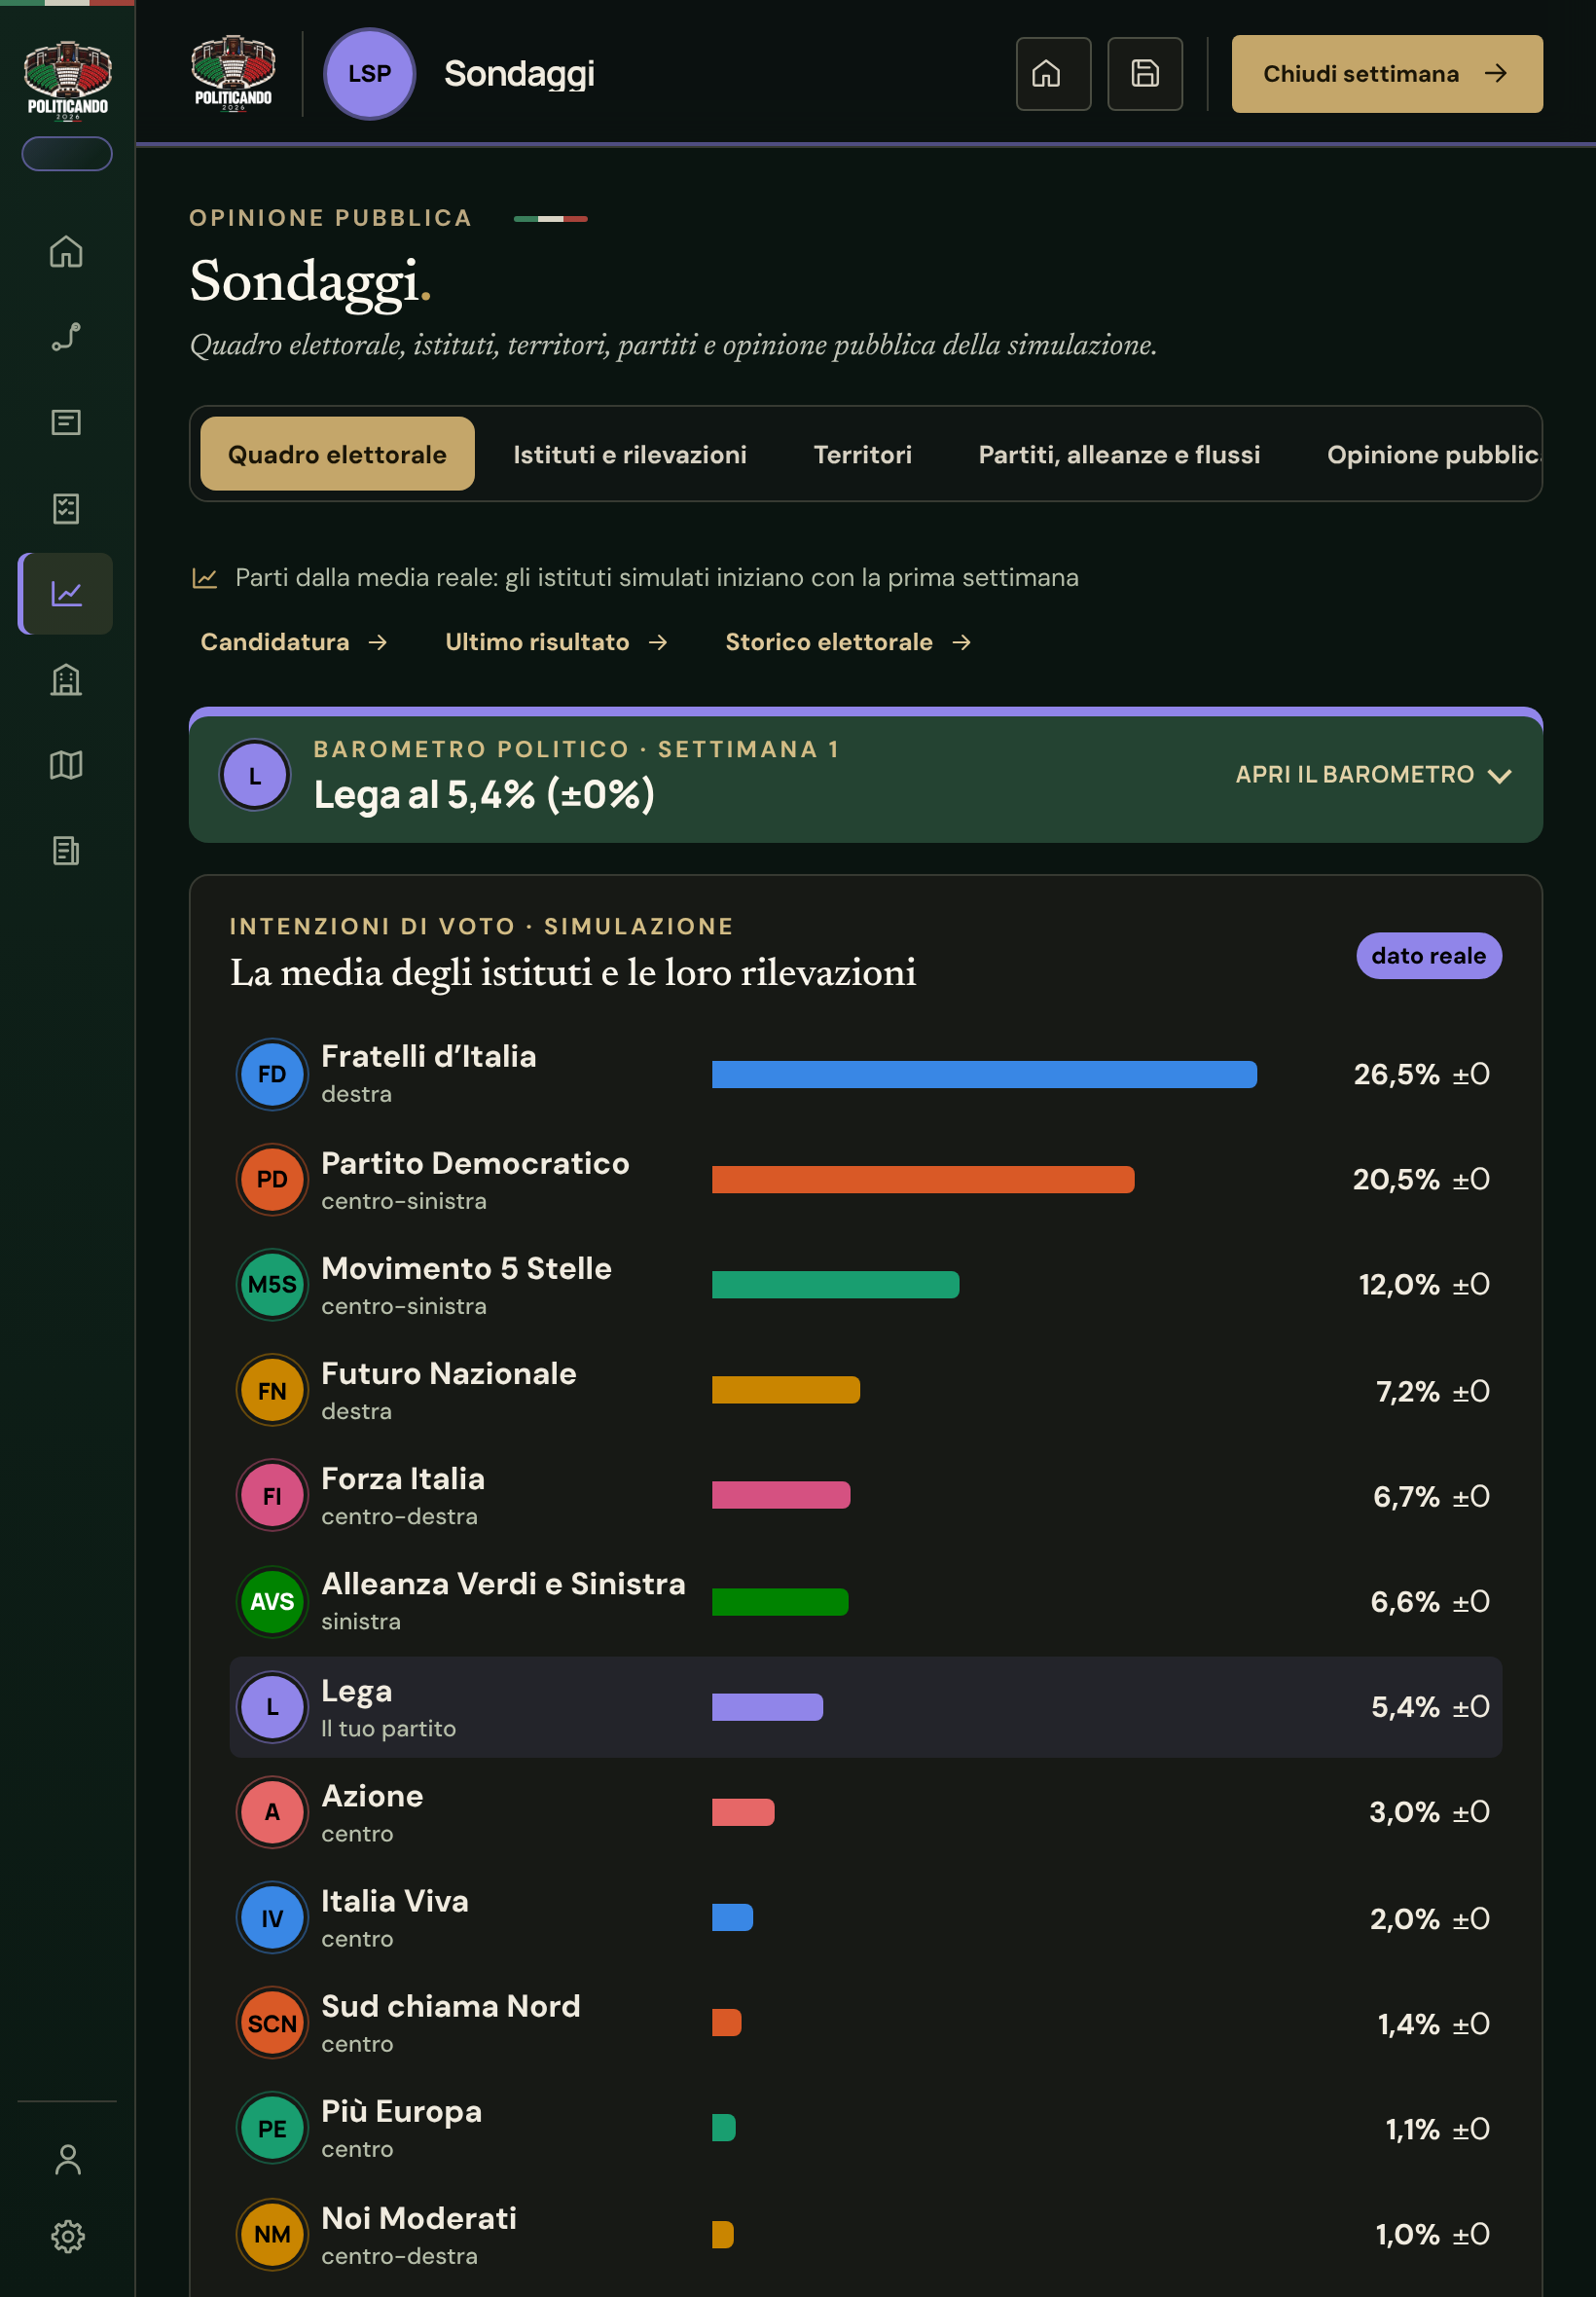 POLITICANDO
2026
POLITICANDO
2026
LSP
Sondaggi
Chiudi settimana
OPINIONE PUBBLICA
Sondaggi.
Quadro elettorale, istituti, territori, partiti e opinione pubblica della simulazione.
Quadro elettorale
Istituti e rilevazioni
Territori
Partiti, alleanze e flussi
Opinione pubblic
Parti dalla media reale: gli istituti simulati iniziano con la prima settimana
Candidatura →
Ultimo risultato →
Storico elettorale →
L
BAROMETRO POLITICO · SETTIMANA 1
Lega al 5,4% (±0%)
APRI IL BAROMETRO
INTENZIONI DI VOTO · SIMULAZIONE
La media degli istituti e le loro rilevazioni
dato reale
FD
Fratelli d’Italia
destra
26,5% ±0
PD
Partito Democratico
centro-sinistra
20,5% ±0
M5S
Movimento 5 Stelle
centro-sinistra
12,0% ±0
FN
Futuro Nazionale
destra
7,2% ±0
FI
Forza Italia
centro-destra
6,7% ±0
AVS
Alleanza Verdi e Sinistra
sinistra
6,6% ±0
L
Lega
Il tuo partito
5,4% ±0
A
Azione
centro
3,0% ±0
IV
Italia Viva
centro
2,0% ±0
SCN
Sud chiama Nord
centro
1,4% ±0
PE
Più Europa
centro
1,1% ±0
NM
Noi Moderati
centro-destra
1,0% ±0